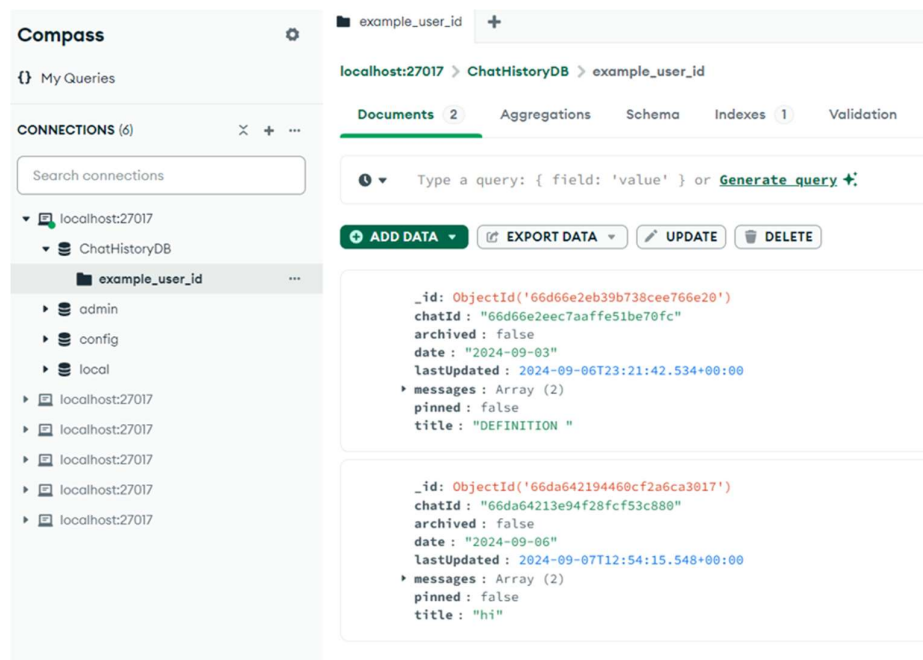 Compass
{} My Queries
CONNECTIONS (6)
Search connections
localhost:27017
ChatHistoryDB
example_user_id
admin
config
local
localhost:27017
localhost:27017
localhost:27017
localhost:27017
localhost:27017
example_user_id
localhost:27017 > ChatHistoryDB > example_user_id
Documents 2 Aggregations Schema Indexes 1 Validation
Type a query: { field: 'value' } or Generate query
ADD DATA EXPORT DATA UPDATE DELETE
_id: ObjectId('66d66e2eb39b738cee766e20')
chatId : "66d66e2eec7aaffe51be70fc"
archived : false
date : "2024-09-03"
lastUpdated : 2024-09-06T23:21:42.534+00:00
messages : Array (2)
pinned : false
title : "DEFINITION "
_id: ObjectId('66da642194460cf2a6ca3017')
chatId : "66da64213e94f28fcf53c880"
archived : false
date : "2024-09-06"
lastUpdated : 2024-09-07T12:54:15.548+00:00
messages : Array (2)
pinned : false
title : "hi"